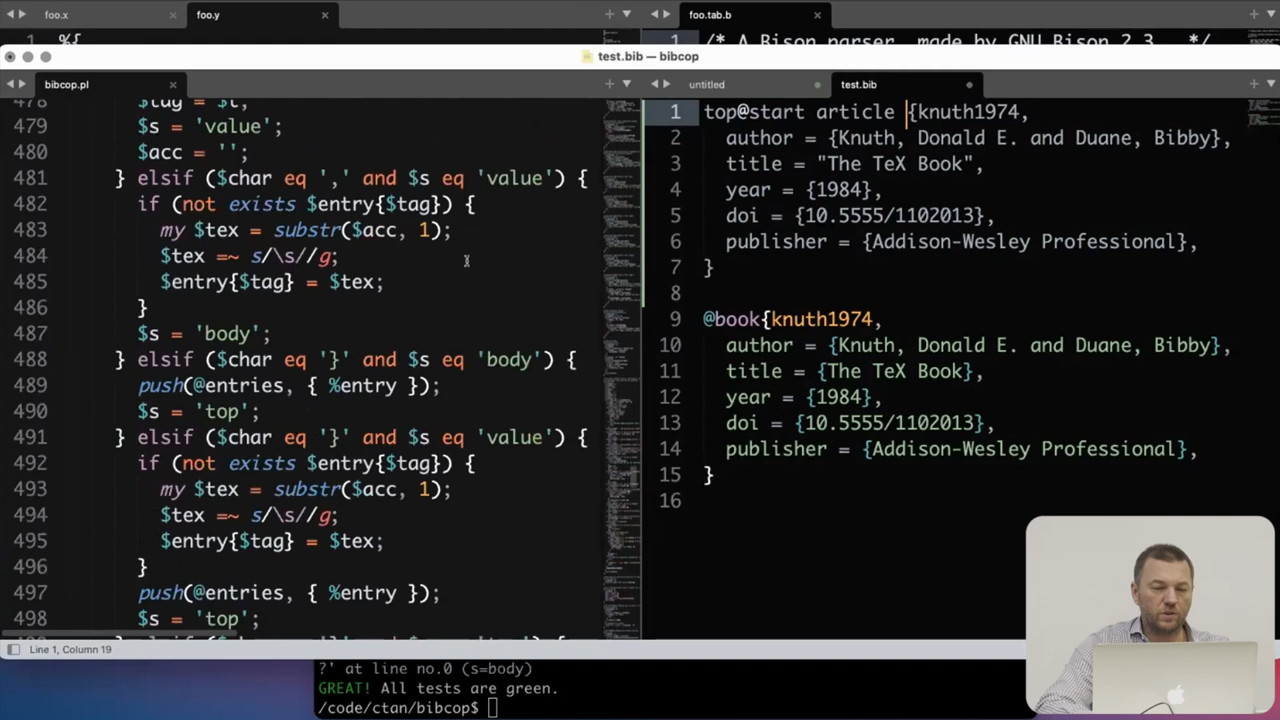 foo.x
foo.y
foo.tab.b
1 %{
1 /* A Bison parser, made by GNU Bison 2.3. */
test.bib — bibcop
bibcop.pl
untitled
test.bib
478 $tag = $t;
479 $s = 'value';
480 $acc = '';
481 } elsif ($char eq ',' and $s eq 'value') {
482 if (not exists $entry{$tag}) {
483 my $tex = substr($acc, 1);
484 $tex =~ s/\s//g;
485 $entry{$tag} = $tex;
486 }
487 $s = 'body';
488 } elsif ($char eq '}' and $s eq 'body') {
489 push(@entries, { %entry });
490 $s = 'top';
491 } elsif ($char eq '}' and $s eq 'value') {
492 if (not exists $entry{$tag}) {
493 my $tex = substr($acc, 1);
494 $tex =~ s/\s//g;
495 $entry{$tag} = $tex;
496 }
497 push(@entries, { %entry });
498 $s = 'top';
1 top@start article {knuth1974,
2 author = {Knuth, Donald E. and Duane, Bibby},
3 title = "The TeX Book",
4 year = {1984},
5 doi = {10.5555/1102013},
6 publisher = {Addison-Wesley Professional},
7 }
8
9 @book{knuth1974,
10 author = {Knuth, Donald E. and Duane, Bibby},
11 title = {The TeX Book},
12 year = {1984},
13 doi = {10.5555/1102013},
14 publisher = {Addison-Wesley Professional},
15 }
16
Line 1, Column 19
?' at line no.0 (s=body)
GREAT! All tests are green.
/code/ctan/bibcop$